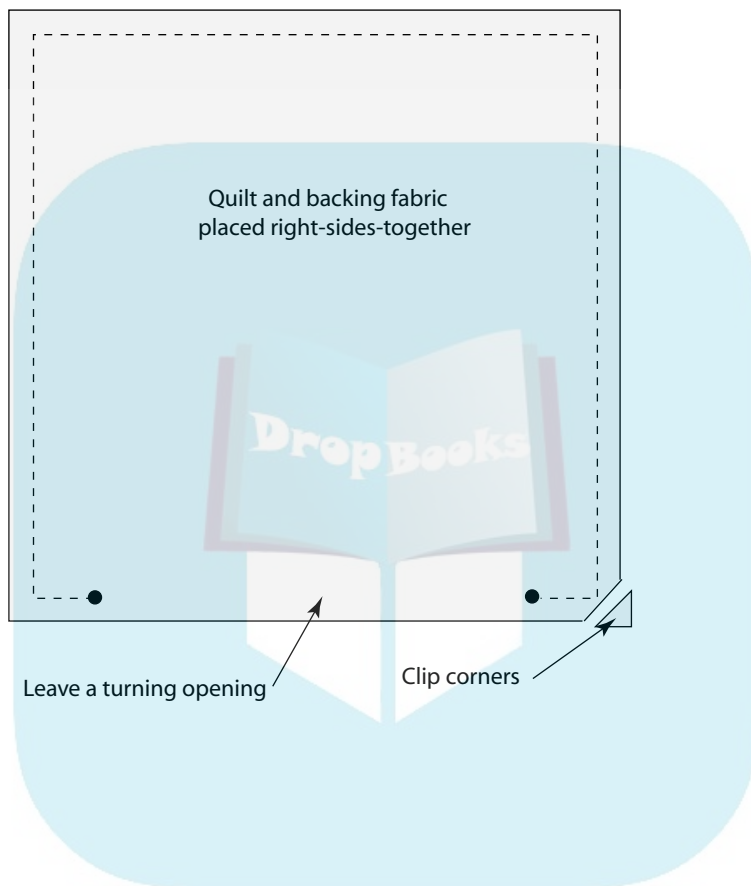 Quilt and backing fabric
placed right-sides-together
DropBooks
Leave a turning opening
Clip corners